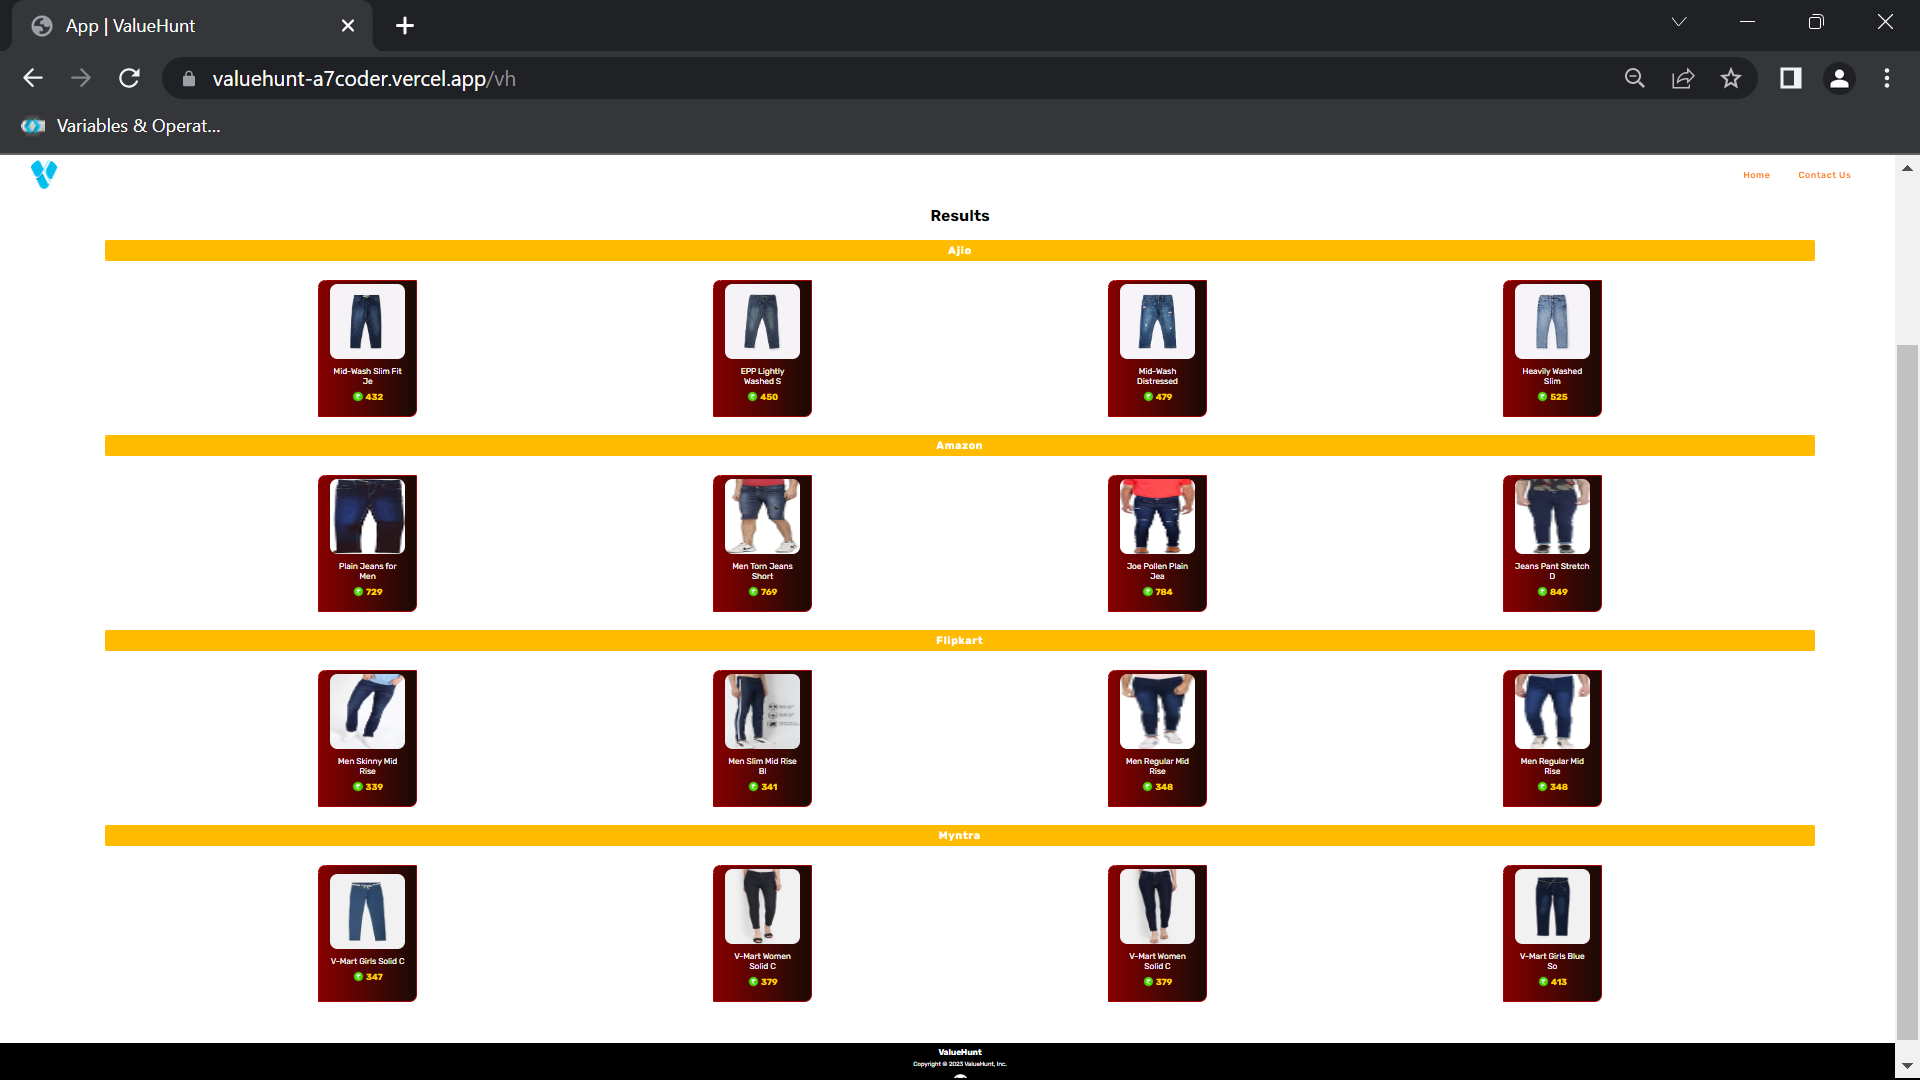 App | ValueHunt
valuehunt-a7coder.vercel.app/vh
Variables & Operat...
Home
Contact Us
Results
Ajio
Mid-Wash Slim Fit
Je
432
EPP Lightly
Washed S
450
Mid-Wash
Distressed
479
Heavily Washed
Slim
525
Amazon
Plain Jeans for
Men
729
Men Torn Jeans
Short
769
Joe Pollen Plain
Jea
784
Jeans Pant Stretch
D
849
Flipkart
Men Skinny Mid
Rise
339
Men Slim Mid Rise
Bl
341
Men Regular Mid
Rise
348
Men Regular Mid
Rise
348
Myntra
V-Mart Girls Solid C
347
V-Mart Women
Solid C
379
V-Mart Women
Solid C
379
V-Mart Girls Blue
So
413
ValueHunt
Copyright © 2023 ValueHunt, Inc.